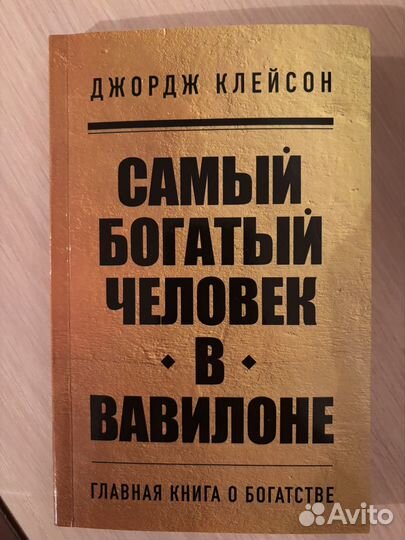 ДЖОРДЖ КЛЕЙСОН
САМЫЙ
БОГАТЫЙ
ЧЕЛОВЕК
· В ·
ВАВИЛОНЕ
ГЛАВНАЯ КНИГА О БОГАТСТВЕ
Avito